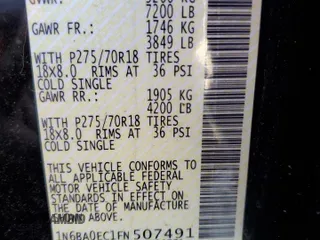 GVWR:
7200 LB
GAWR FR.: 1746 KG
3849 LB
WITH P275/70R18 TIRES
18X8.0 RIMS AT 36 PSI
COLD SINGLE
GAWR RR.: 1905 KG
4200 LB
WITH P275/70R18 TIRES
18X8.0 RIMS AT 36 PSI
COLD SINGLE
THIS VEHICLE CONFORMS TO
ALL APPLICABLE FEDERAL
MOTOR VEHICLE SAFETY
STANDARDS IN EFFECT ON
THE DATE OF MANUFACTURE
ABOVE.
1N6BA0EC1FN 507491